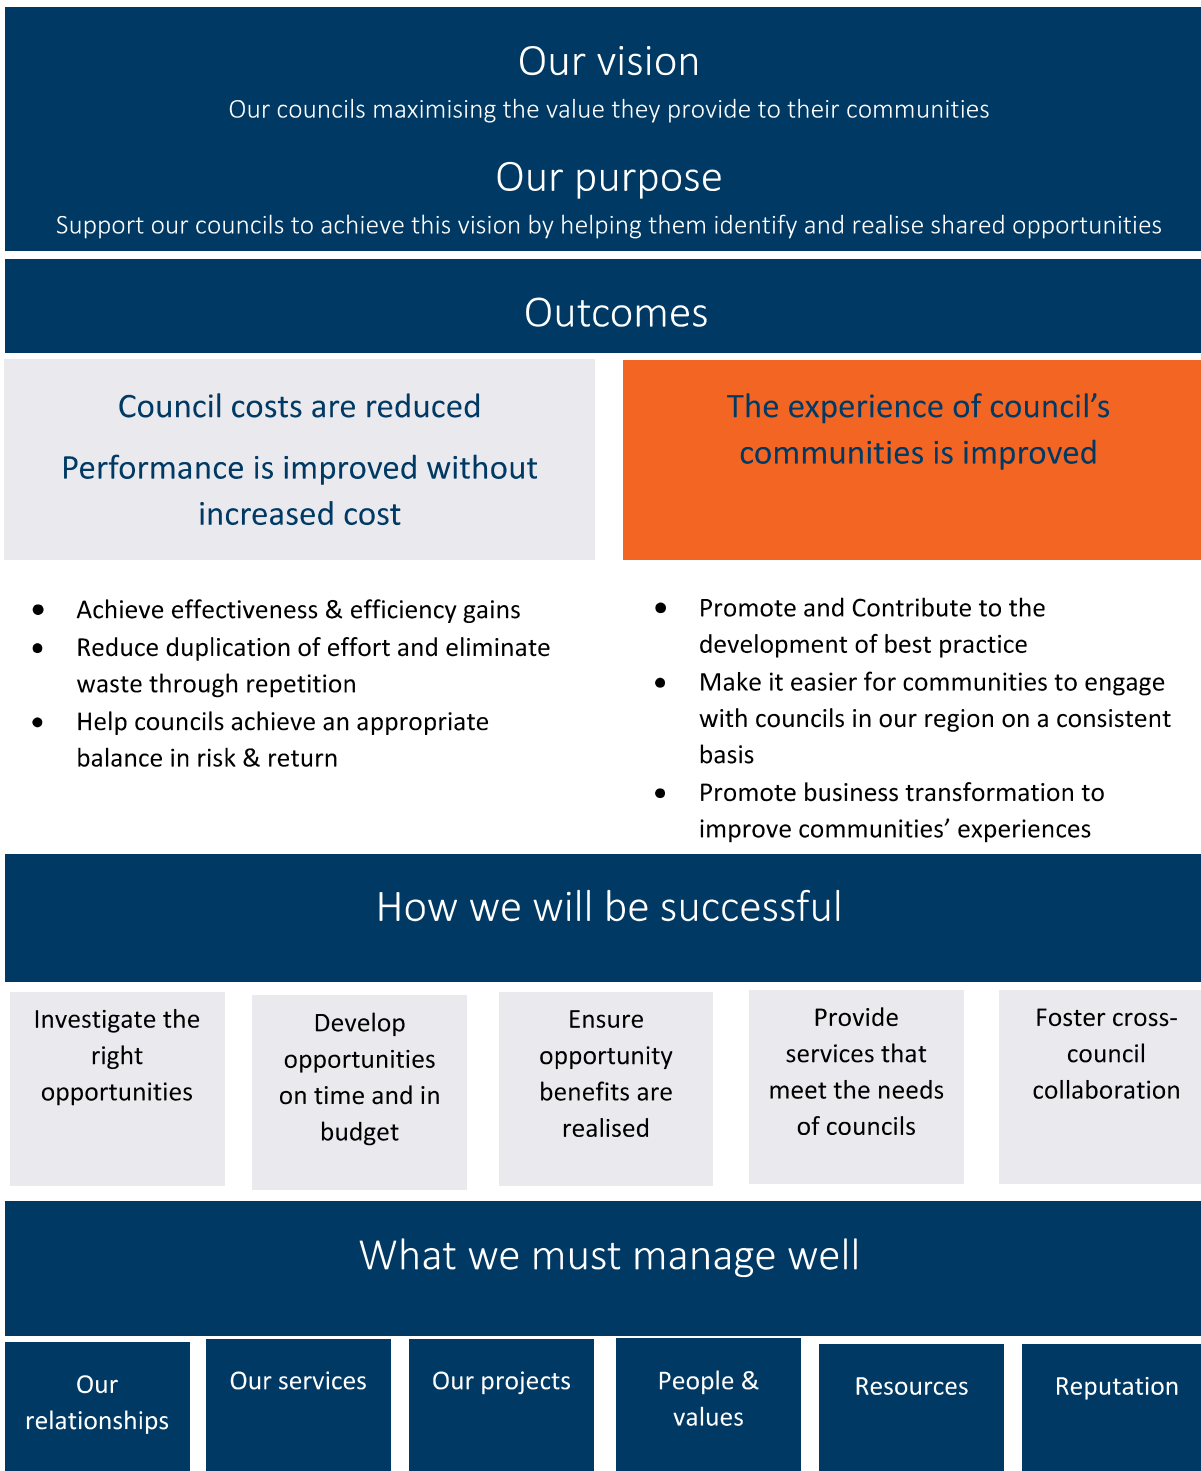 Our vision
Our councils maximising the value they provide to their communities
Our purpose
Support our councils to achieve this vision by helping them identify and realise shared opportunities
Outcomes
Council costs are reduced
Performance is improved without
increased cost
The experience of council’s
communities is improved
• Achieve effectiveness & efficiency gains
• Reduce duplication of effort and eliminate
waste through repetition
• Help councils achieve an appropriate
balance in risk & return
• Promote and Contribute to the
development of best practice
• Make it easier for communities to engage
with councils in our region on a consistent
basis
• Promote business transformation to
improve communities’ experiences
How we will be successful
Investigate the
right
opportunities
Develop
opportunities
on time and in
budget
Ensure
opportunity
benefits are
realised
Provide
services that
meet the needs
of councils
Foster cross-
council
collaboration
What we must manage well
Our
relationships
Our services
Our projects
People &
values
Resources
Reputation